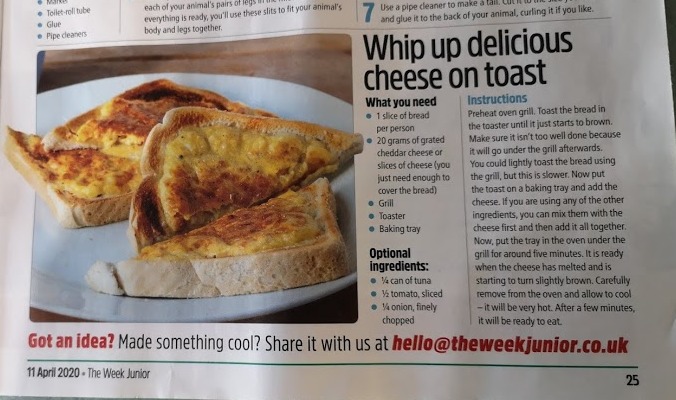 Marker
Toilet-roll tube
Glue
Pipe cleaners
each of your animal's pairs of legs in the
everything is ready, you'll use these slits to fit your animal's
body and legs together.
7 Use a pipe cleaner to make a tail.
and glue it to the back of your animal, curling it if you like.
Whip up delicious
cheese on toast
What you need
1 slice of bread
per person
20 grams of grated
cheddar cheese or
slices of cheese (you
just need enough to
cover the bread)
Grill
Toaster
Baking tray
Optional
ingredients:
¼ can of tuna
½ tomato, sliced
¼ onion, finely
chopped
Instructions
Preheat oven grill. Toast the bread in
the toaster until it just starts to brown.
Make sure it isn't too well done because
it will go under the grill afterwards.
You could lightly toast the bread using
the grill, but this is slower. Now put
the toast on a baking tray and add the
cheese. If you are using any of the other
ingredients, you can mix them with the
cheese first and then add it all together.
Now, put the tray in the oven under the
grill for around five minutes. It is ready
when the cheese has melted and is
starting to turn slightly brown. Carefully
remove from the oven and allow to cool
– it will be very hot. After a few minutes,
it will be ready to eat.
Got an idea? Made something cool? Share it with us at hello@theweekjunior.co.uk
11 April 2020 • The Week Junior
25